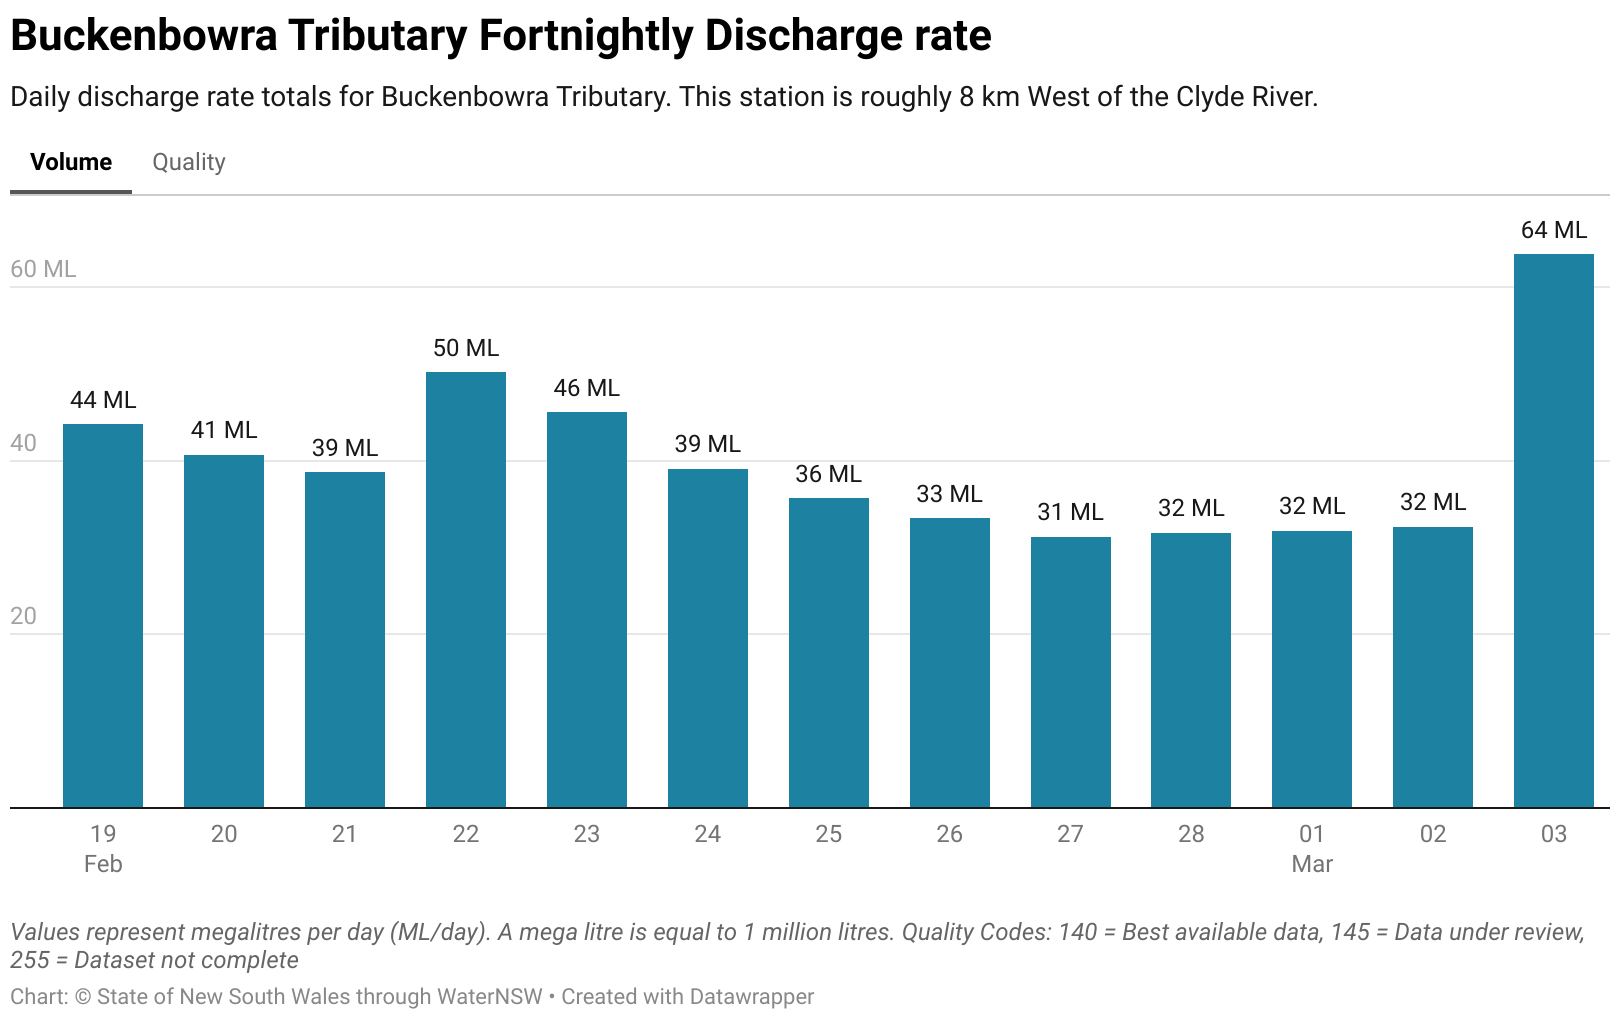 Buckenbowra Tributary Fortnightly Discharge rate
Daily discharge rate totals for Buckenbowra Tributary. This station is roughly 8 km West of the Clyde River.
Volume Quality
64 ML
60 ML
50 ML
46 ML
44 ML
41 ML
39 ML
40
39 ML
36 ML
33 ML
31 ML
32 ML
32 ML
32 ML
20
19 20 21 22 23 24 25 26 27 28 01 02 03
Feb Mar
Values represent megalitres per day (ML/day). A mega litre is equal to 1 million litres. Quality Codes: 140 = Best available data, 145 = Data under review,
255 = Dataset not complete
Chart: © State of New South Wales through WaterNSW • Created with Datawrapper